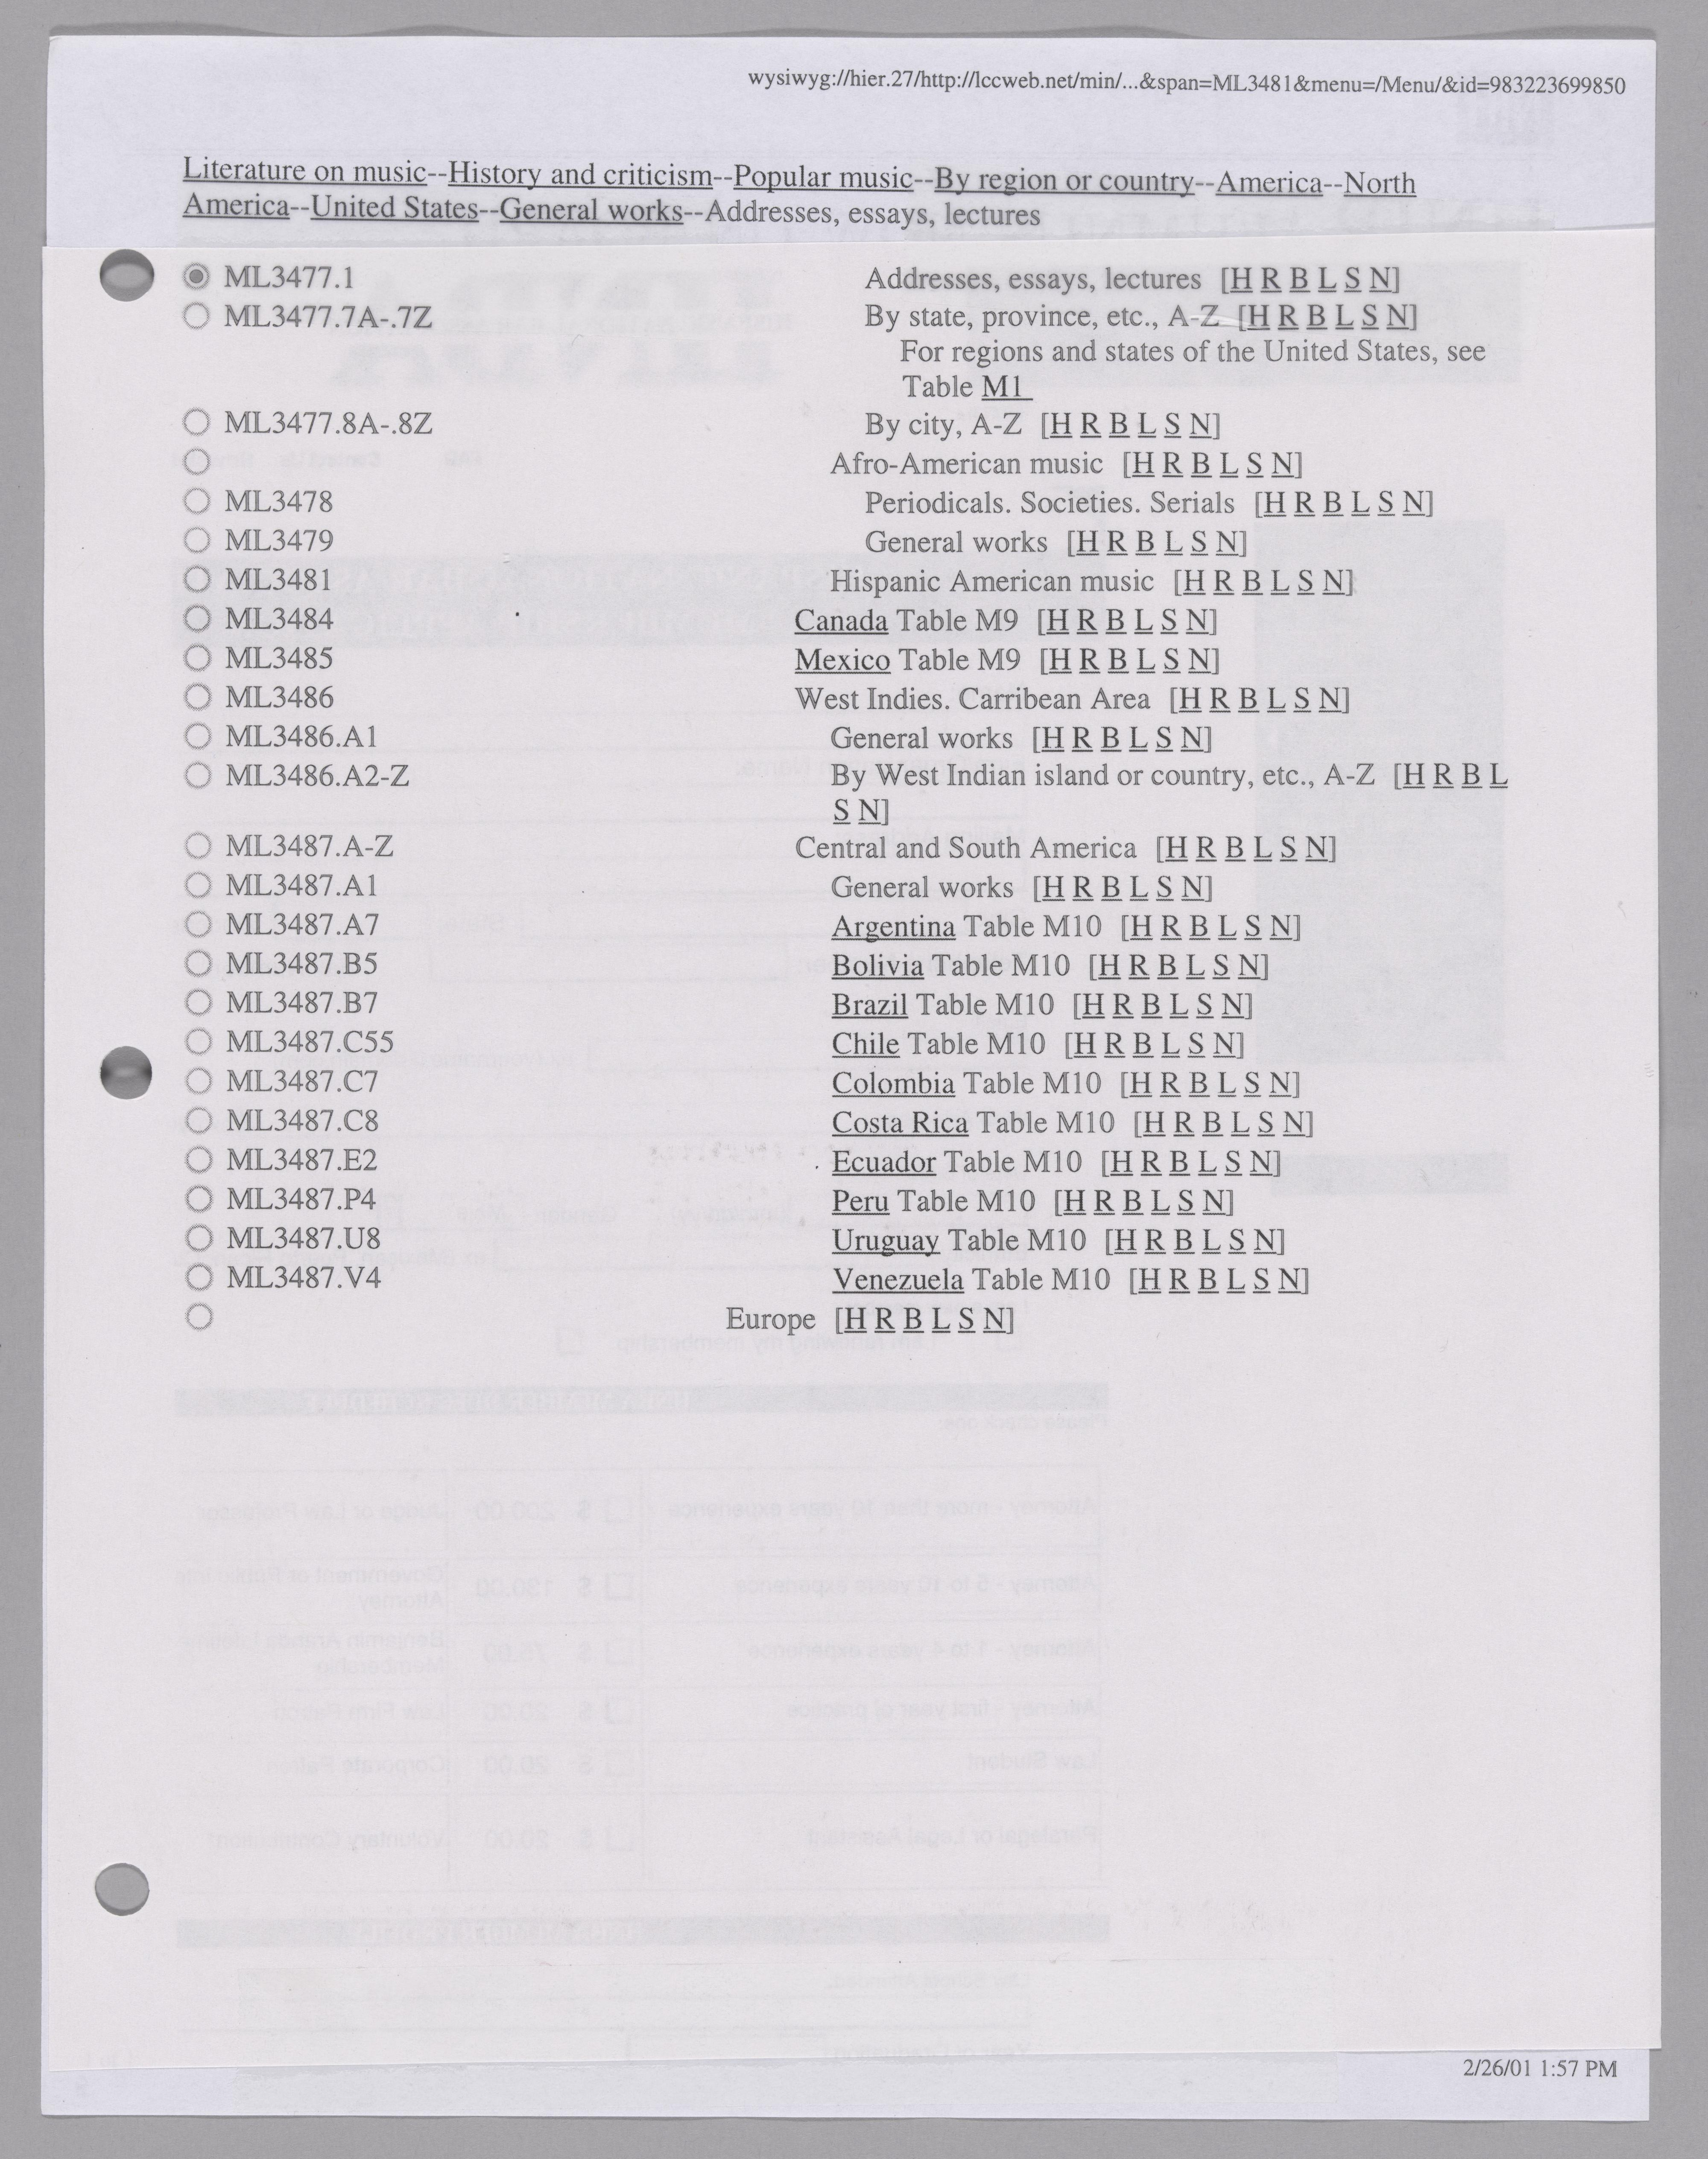 wysiwyg://hier.27/http://lccweb.net/min/...&span=ML3481&menu=/Menu/&id=983223699850
Literature on music--History and criticism--Popular music--By region or country--America--North
America--United States--General works--Addresses, essays, lectures
ML3477.1 Addresses, essays, lectures [H R B L S N]
ML3477.7A-.7Z By state, province, etc., A-Z [H R B L S N]
For regions and states of the United States, see
Table M1
ML3477.8A-.8Z By city, A-Z [H R B L S N]
Afro-American music [H R B L S N]
ML3478 Periodicals. Societies. Serials [H R B L S N]
ML3479 General works [H R B L S N]
ML3481 Hispanic American music [H R B L S N]
ML3484 Canada Table M9 [H R B L S N]
ML3485 Mexico Table M9 [H R B L S N]
ML3486 West Indies. Carribean Area [H R B L S N]
ML3486.A1 General works [H R B L S N]
ML3486.A2-Z By West Indian island or country, etc., A-Z [H R B L
S N]
ML3487.A-Z Central and South America [H R B L S N]
ML3487.A1 General works [H R B L S N]
ML3487.A7 Argentina Table M10 [H R B L S N]
ML3487.B5 Bolivia Table M10 [H R B L S N]
ML3487.B7 Brazil Table M10 [H R B L S N]
ML3487.C55 Chile Table M10 [H R B L S N]
ML3487.C7 Colombia Table M10 [H R B L S N]
ML3487.C8 Costa Rica Table M10 [H R B L S N]
ML3487.E2 Ecuador Table M10 [H R B L S N]
ML3487.P4 Peru Table M10 [H R B L S N]
ML3487.U8 Uruguay Table M10 [H R B L S N]
ML3487.V4 Venezuela Table M10 [H R B L S N]
Europe [H R B L S N]
2/26/01 1:57 PM